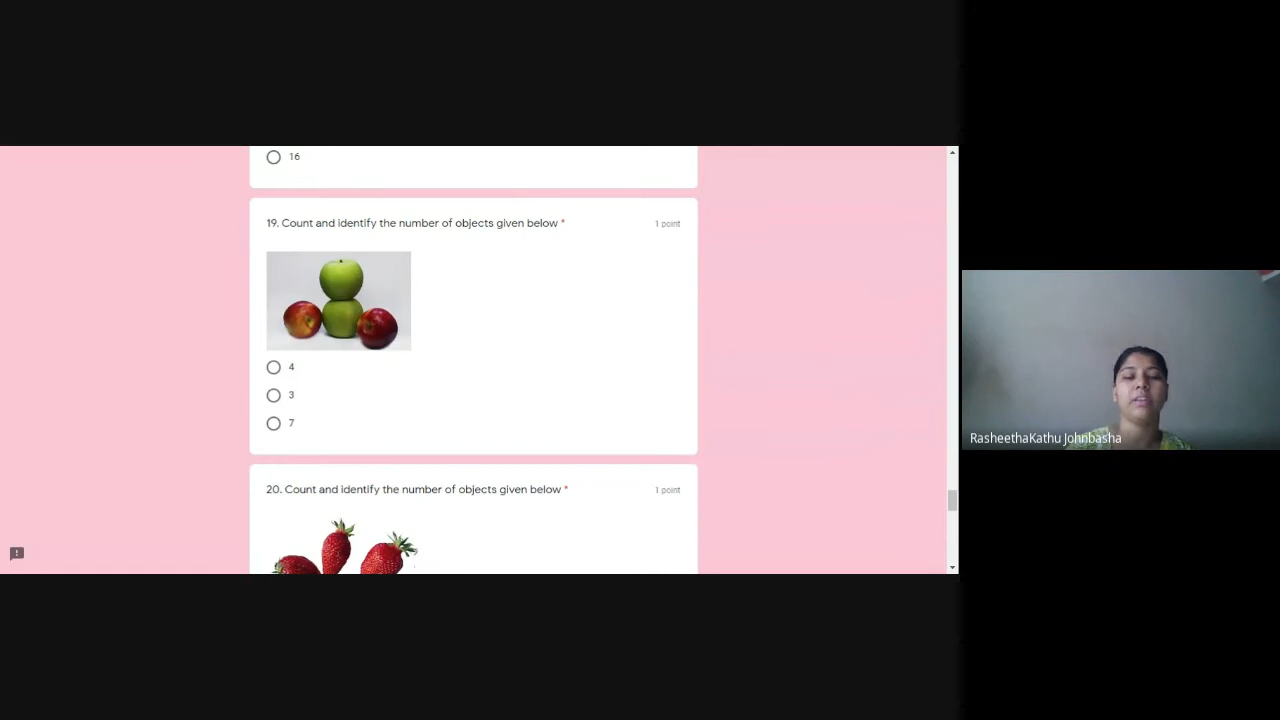 16
19. Count and identify the number of objects given below *
1 point
4
3
7
20. Count and identify the number of objects given below *
1 point
RasheethaKathu Johnbasha